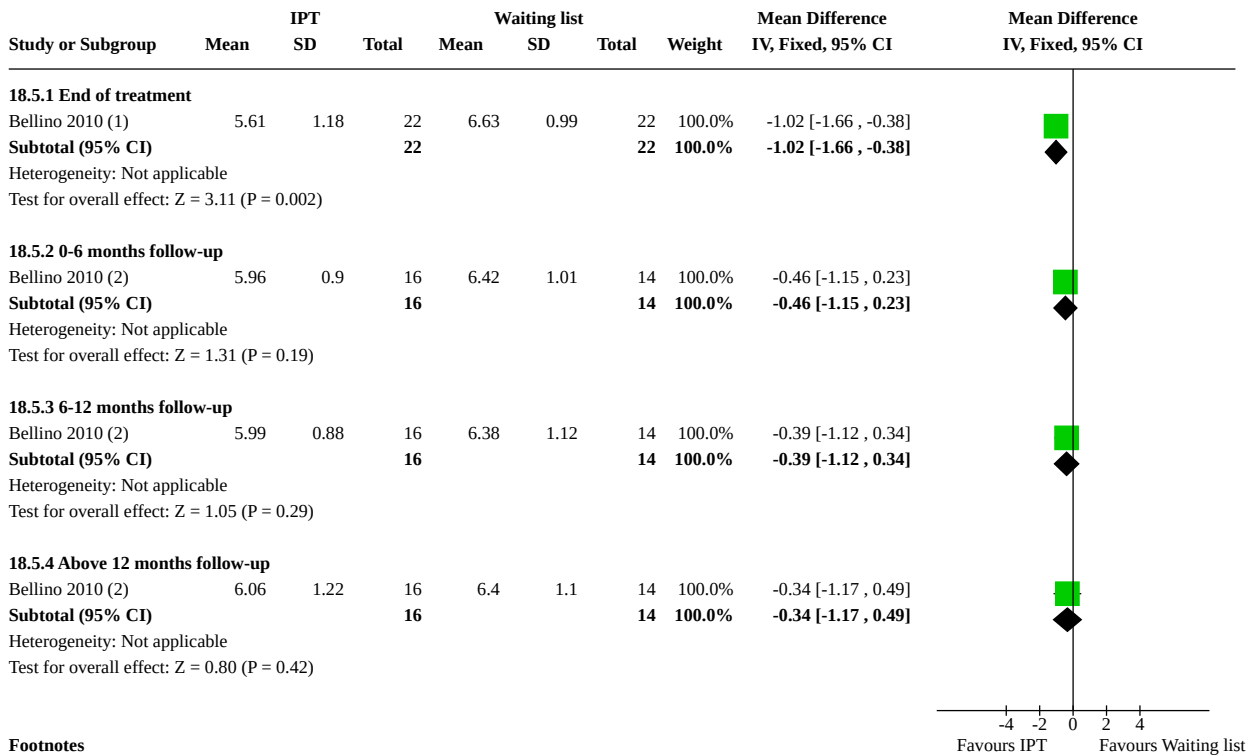 IPT Waiting list Mean Difference Mean Difference
Study or Subgroup Mean SD Total Mean SD Total Weight IV, Fixed, 95% CI IV, Fixed, 95% CI
18.5.1 End of treatment
Bellino 2010 (1) 5.61 1.18 22 6.63 0.99 22 100.0% -1.02 [-1.66 , -0.38]
Subtotal (95% CI) 22 22 100.0% -1.02 [-1.66 , -0.38]
Heterogeneity: Not applicable
Test for overall effect: Z = 3.11 (P = 0.002)
18.5.2 0-6 months follow-up
Bellino 2010 (2) 5.96 0.9 16 6.42 1.01 14 100.0% -0.46 [-1.15 , 0.23]
Subtotal (95% CI) 16 14 100.0% -0.46 [-1.15 , 0.23]
Heterogeneity: Not applicable
Test for overall effect: Z = 1.31 (P = 0.19)
18.5.3 6-12 months follow-up
Bellino 2010 (2) 5.99 0.88 16 6.38 1.12 14 100.0% -0.39 [-1.12 , 0.34]
Subtotal (95% CI) 16 14 100.0% -0.39 [-1.12 , 0.34]
Heterogeneity: Not applicable
Test for overall effect: Z = 1.05 (P = 0.29)
18.5.4 Above 12 months follow-up
Bellino 2010 (2) 6.06 1.22 16 6.4 1.1 14 100.0% -0.34 [-1.17 , 0.49]
Subtotal (95% CI) 16 14 100.0% -0.34 [-1.17 , 0.49]
Heterogeneity: Not applicable
Test for overall effect: Z = 0.80 (P = 0.42)
-4 -2 0 2 4
Footnotes Favours IPT Favours Waiting list